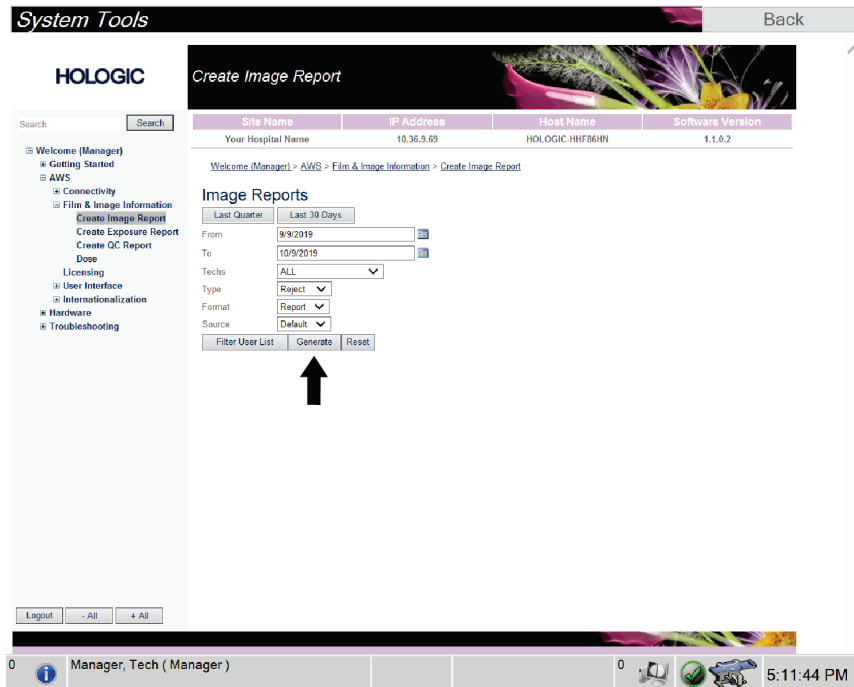 System Tools
Back
HOLOGIC
Create Image Report
Search
Search
Site Name IP Address Host Name Software Version
Your Hospital Name 10.36.9.69 HOLOGIC-HHF86HN 1.1.0.2
Welcome (Manager)
Getting Started
AWS
Connectivity
Film & Image Information
Create Image Report
Create Exposure Report
Create QC Report
Dose
Licensing
User Interface
Internationalization
Hardware
Troubleshooting
Welcome (Manager) > AWS > Film & Image Information > Create Image Report
Image Reports
Last Quarter Last 30 Days
From 9/9/2019
To 10/9/2019
Techs ALL
Type Reject
Format Report
Source Default
Filter User List Generate Reset
Logout - All + All
0 Manager, Tech ( Manager ) 0 5:11:44 PM